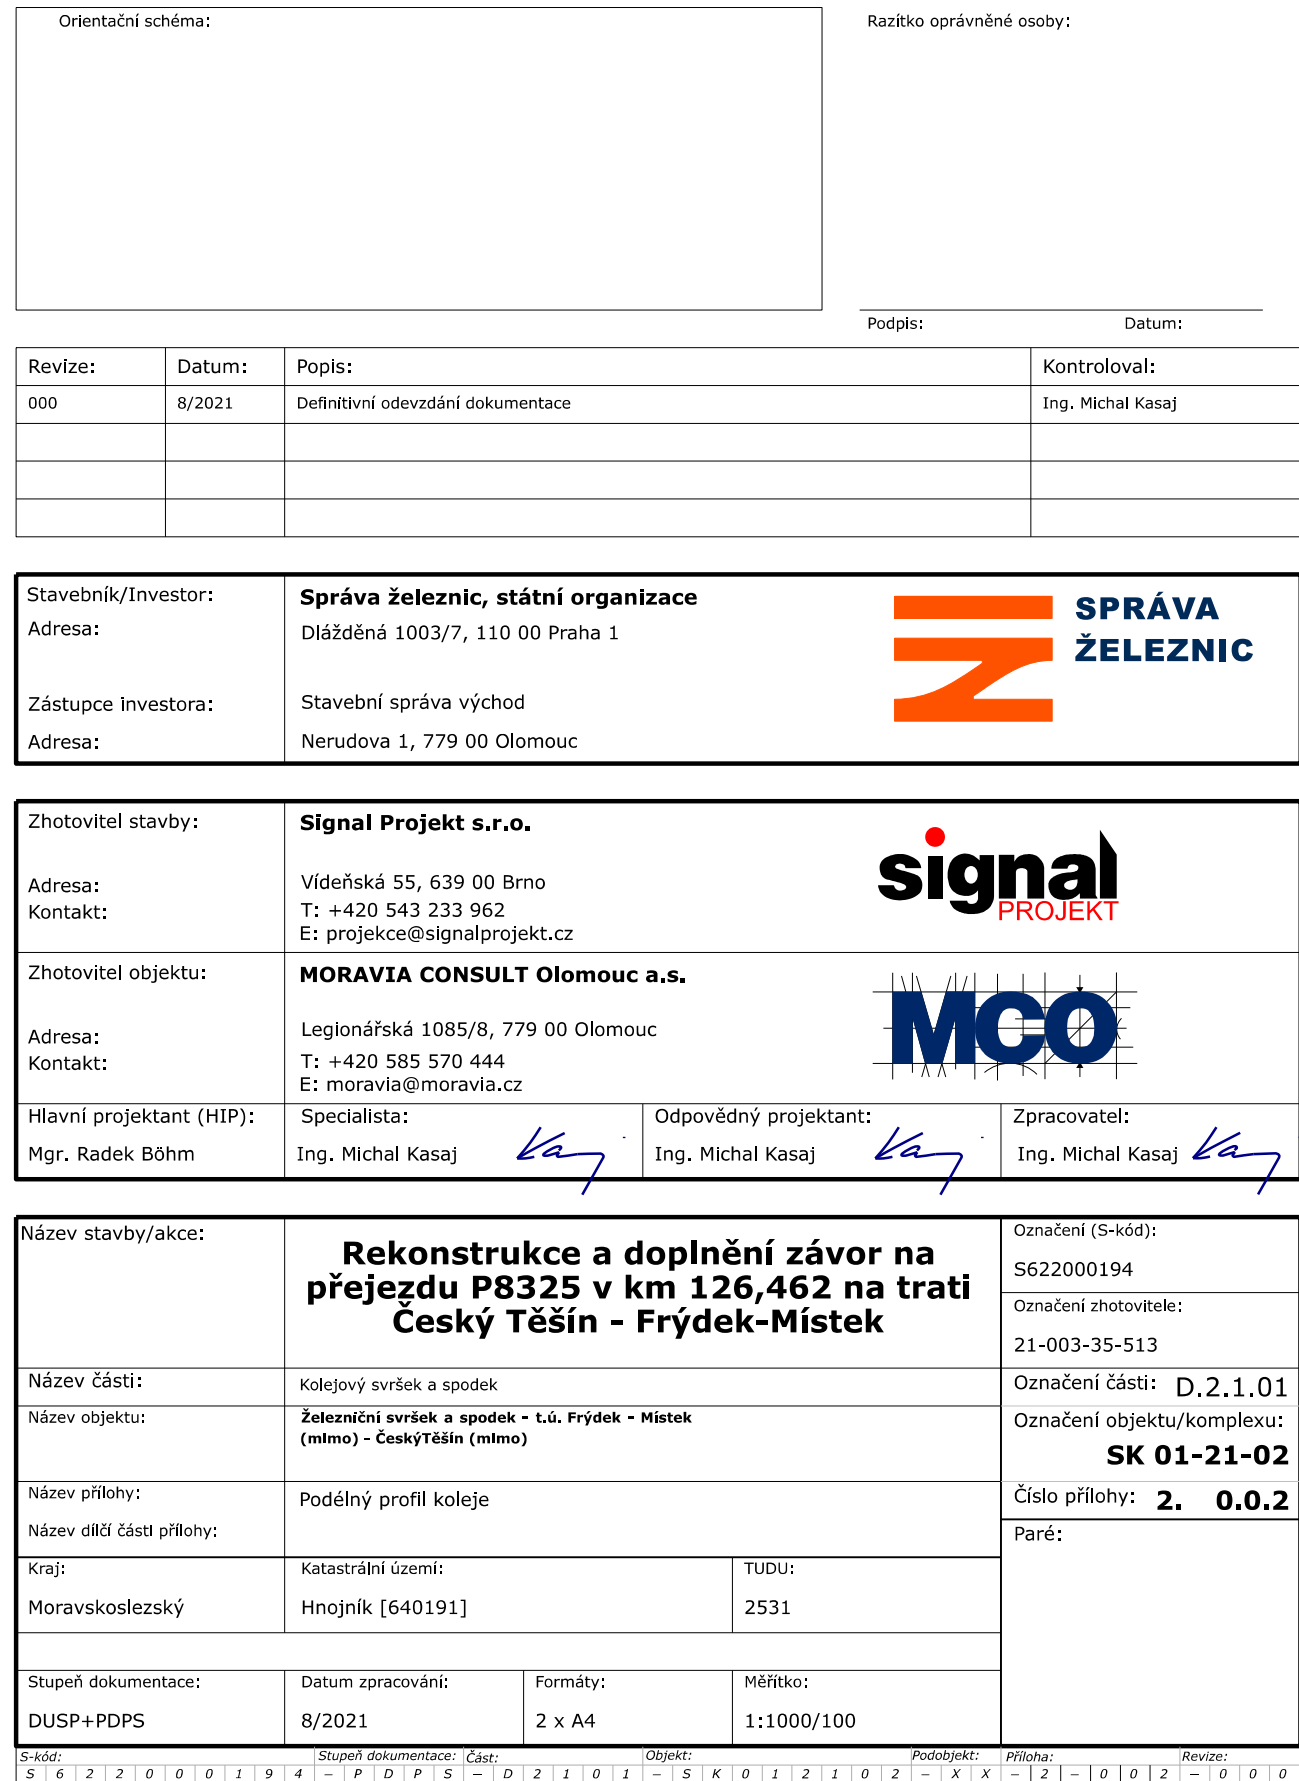 Orientační schéma:
Razítko oprávněné osoby:
Podpis: Datum:
Revize: Datum: Popis: Kontroloval:
000 8/2021 Definitivní odevzdání dokumentace Ing. Michal Kasaj
Stavebník/Investor: Správa železnic, státní organizace
Adresa: Dlážděná 1003/7, 110 00 Praha 1
Zástupce investora: Stavební správa východ
Adresa: Nerudova 1, 779 00 Olomouc
SPRÁVA
ŽELEZNIC
Zhotovitel stavby: Signal Projekt s.r.o.
Adresa: Vídeňská 55, 639 00 Brno
Kontakt: T: +420 543 233 962
E: projekce@signalprojekt.cz
signal
PROJEKT
Zhotovitel objektu: MORAVIA CONSULT Olomouc a.s.
Adresa: Legionářská 1085/8, 779 00 Olomouc
Kontakt: T: +420 585 570 444
E: moravia@moravia.cz
MCO
Hlavní projektant (HIP): Specialista: Odpovědný projektant: Zpracovatel:
Mgr. Radek Böhm Ing. Michal Kasaj Ing. Michal Kasaj Ing. Michal Kasaj
Název stavby/akce:
Rekonstrukce a doplnění závor na
přejezdu P8325 v km 126,462 na trati
Český Těšín - Frýdek-Místek
Označení (S-kód):
S622000194
Označení zhotovitele:
21-003-35-513
Název části: Kolejový svršek a spodek
Označení části: D.2.1.01
Název objektu: Železniční svršek a spodek - t.ú. Frýdek - Místek
(mimo) - ČeskýTěšín (mimo)
Označení objektu/komplexu:
SK 01-21-02
Název přílohy: Podélný profil koleje
Číslo přílohy: 2. 0.0.2
Název dílčí části přílohy:
Paré:
Kraj: Katastrální území: TUDU:
Moravskoslezský Hnojník [640191] 2531
Stupeň dokumentace: Datum zpracování: Formáty: Měřítko:
DUSP+PDPS 8/2021 2 x A4 1:1000/100
S-kód: Stupeň dokumentace: Část: Objekt: Podobjekt: Příloha: Revize:
S 6 2 2 0 0 0 1 9 4 – P D P S – D 2 1 0 1 – S K 0 1 2 1 0 2 – X X – 2 – 0 0 2 – 0 0 0